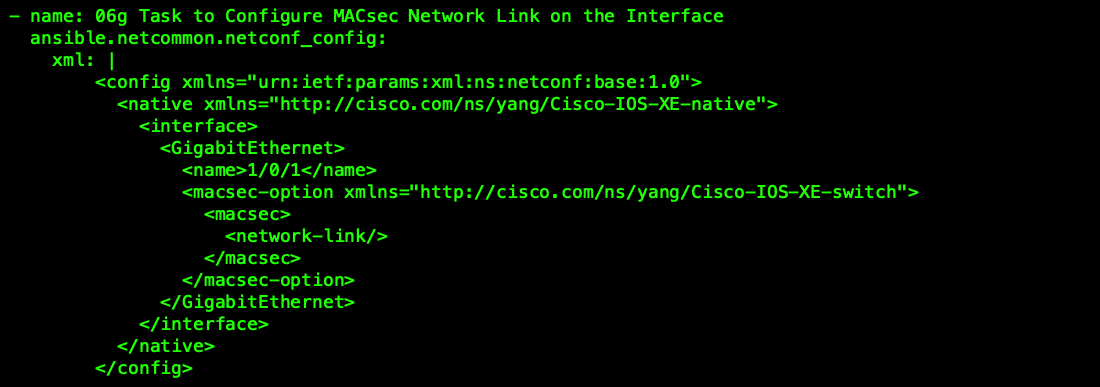 - name: 06g Task to Configure MACsec Network Link on the Interface
  ansible.netcommon.netconf_config:
    xml: |
        <config xmlns="urn:ietf:params:xml:ns:netconf:base:1.0">
          <native xmlns="http://cisco.com/ns/yang/Cisco-IOS-XE-native">
            <interface>
              <GigabitEthernet>
                <name>1/0/1</name>
                <macsec-option xmlns="http://cisco.com/ns/yang/Cisco-IOS-XE-switch">
                  <macsec>
                    <network-link/>
                  </macsec>
                </macsec-option>
              </GigabitEthernet>
            </interface>
          </native>
        </config>